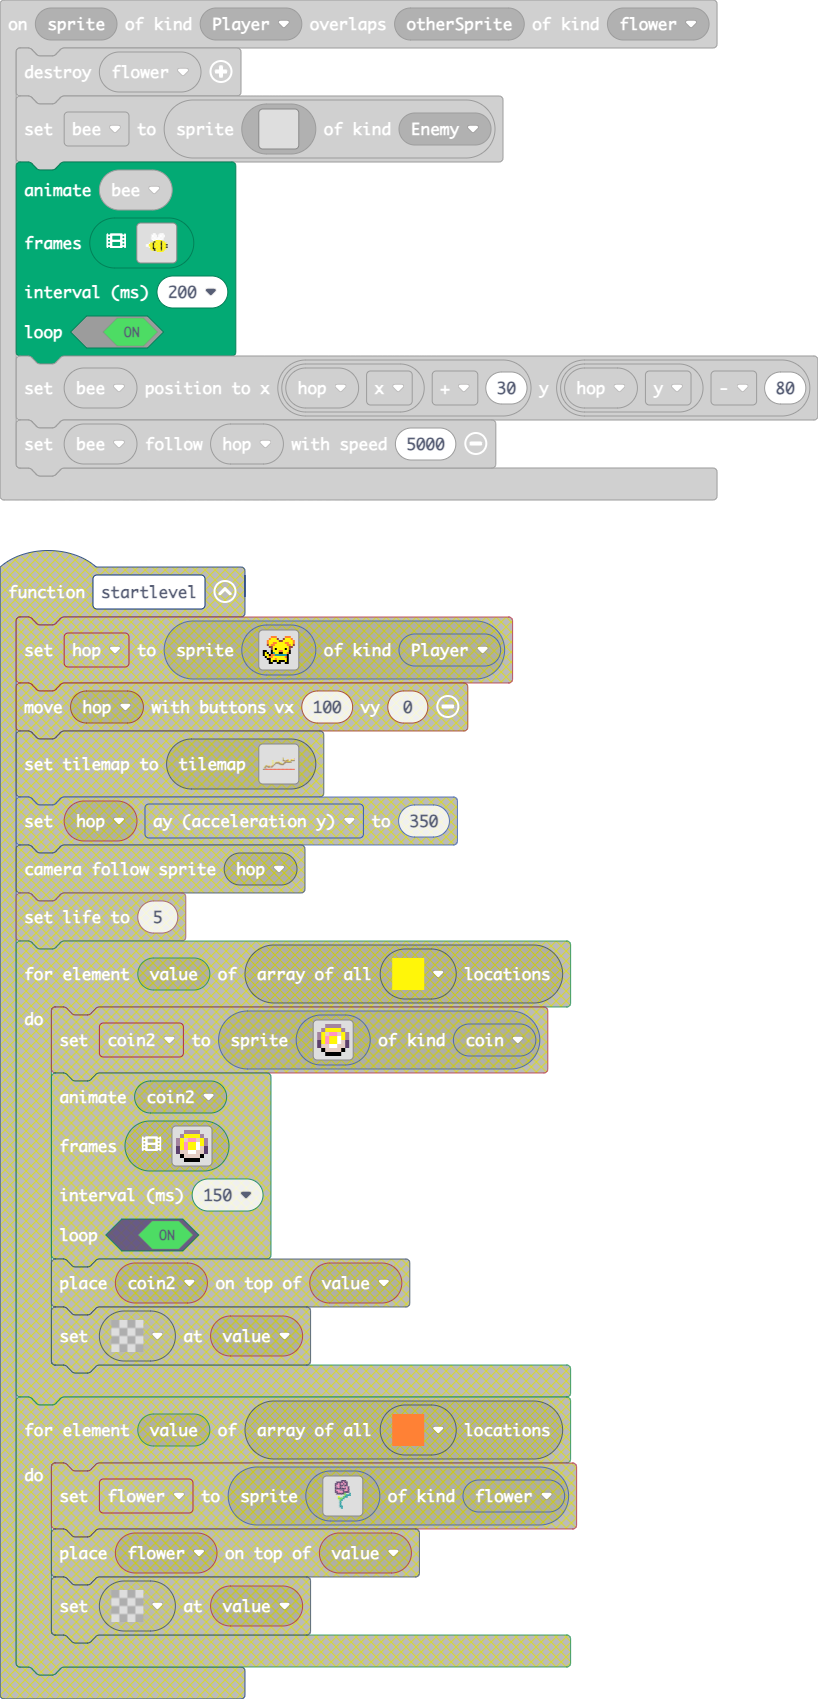 on sprite of kind Player overlaps otherSprite of kind flower
destroy flower
set bee to sprite of kind Enemy
animate bee
frames
interval (ms) 200
loop ON
set bee position to x hop x + 30 y hop y - 80
set bee follow hop with speed 5000
function startlevel
set hop to sprite of kind Player
move hop with buttons vx 100 vy 0
set tilemap to tilemap
set hop ay (acceleration y) to 350
camera follow sprite hop
set life to 5
for element value of array of all locations
do
set coin2 to sprite of kind coin
animate coin2
frames
interval (ms) 150
loop ON
place coin2 on top of value
set at value
for element value of array of all locations
do
set flower to sprite of kind flower
place flower on top of value
set at value